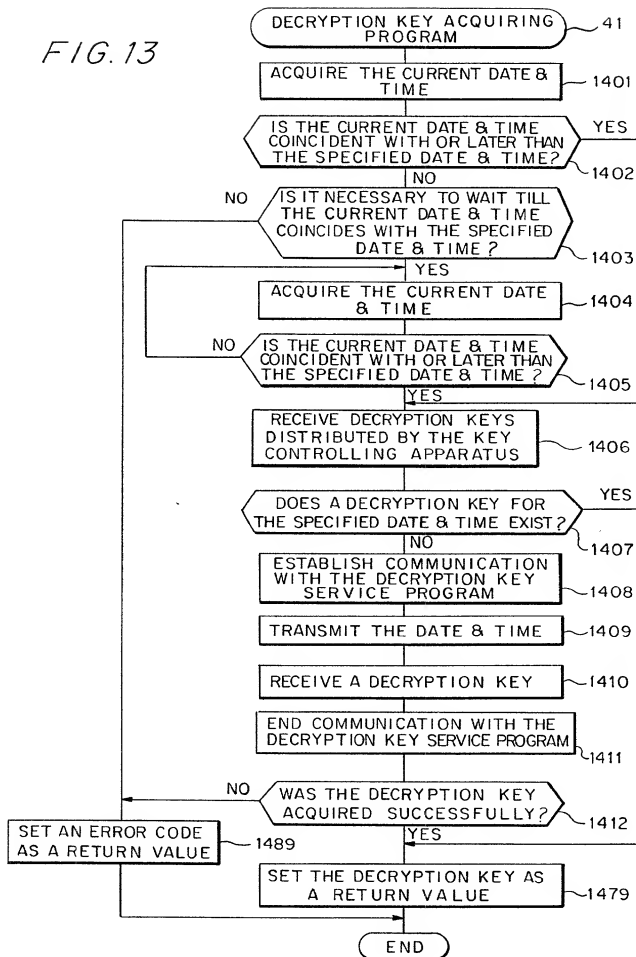 FIG. 13
DECRYPTION KEY ACQUIRING
PROGRAM
41
ACQUIRE THE CURRENT DATE &
TIME
1401
IS THE CURRENT DATE & TIME
COINCIDENT WITH OR LATER THAN
THE SPECIFIED DATE & TIME?
YES
1402
NO
NO
IS IT NECESSARY TO WAIT TILL
THE CURRENT DATE & TIME
COINCIDES WITH THE SPECIFIED
DATE & TIME ?
1403
YES
ACQUIRE THE CURRENT DATE
& TIME
1404
NO
IS THE CURRENT DATE & TIME
COINCIDENT WITH OR LATER THAN
THE SPECIFIED DATE & TIME ?
1405
YES
RECEIVE DECRYPTION KEYS
DISTRIBUTED BY THE KEY
CONTROLLING APPARATUS
1406
DOES A DECRYPTION KEY FOR
THE SPECIFIED DATE & TIME EXIST?
YES
1407
NO
ESTABLISH COMMUNICATION
WITH THE DECRYPTION KEY
SERVICE PROGRAM
1408
TRANSMIT THE DATE & TIME
1409
RECEIVE A DECRYPTION KEY
1410
END COMMUNICATION WITH THE
DECRYPTION KEY SERVICE PROGRAM
1411
NO
WAS THE DECRYPTION KEY
ACQUIRED SUCCESSFULLY?
1412
YES
SET AN ERROR CODE
AS A RETURN VALUE
1489
SET THE DECRYPTION KEY AS
A RETURN VALUE
1479
END